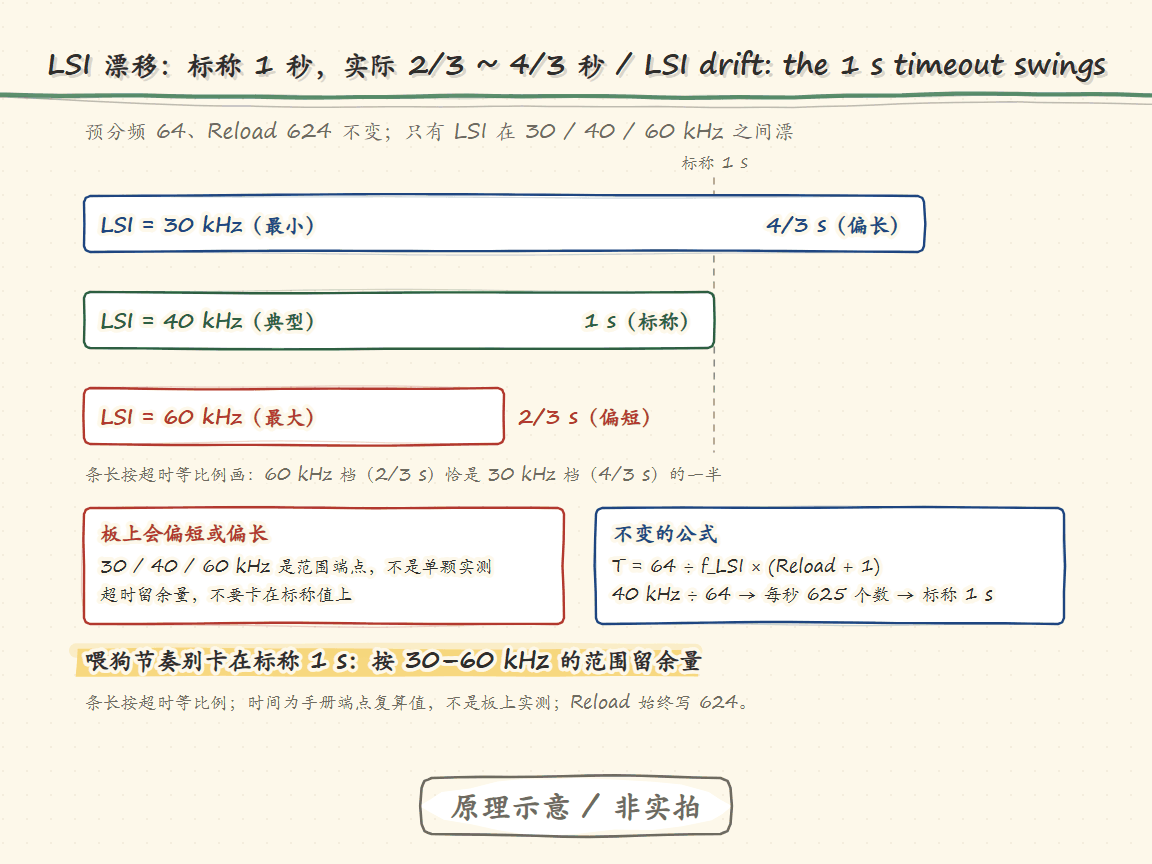 LSI 漂移：标称 1 秒，实际 2/3 ~ 4/3 秒 / LSI drift: the 1 s timeout swings
预分频 64、Reload 624 不变；只有 LSI 在 30 / 40 / 60 kHz 之间漂
标称 1 s
LSI = 30 kHz（最小） 4/3 s（偏长）
LSI = 40 kHz（典型） 1 s（标称）
LSI = 60 kHz（最大） 2/3 s（偏短）
条长按超时等比例画：60 kHz 档（2/3 s）恰是 30 kHz 档（4/3 s）的一半
板上会偏短或偏长
30 / 40 / 60 kHz 是范围端点，不是单颗实测
超时留余量，不要卡在标称值上
不变的公式
T = 64 ÷ f_LSI × (Reload + 1)
40 kHz ÷ 64 → 每秒 625 个数 → 标称 1 s
喂狗节奏别卡在标称 1 s：按 30–60 kHz 的范围留余量
条长按超时等比例；时间为手册端点复算值，不是板上实测；Reload 始终写 624。
原理示意 / 非实拍